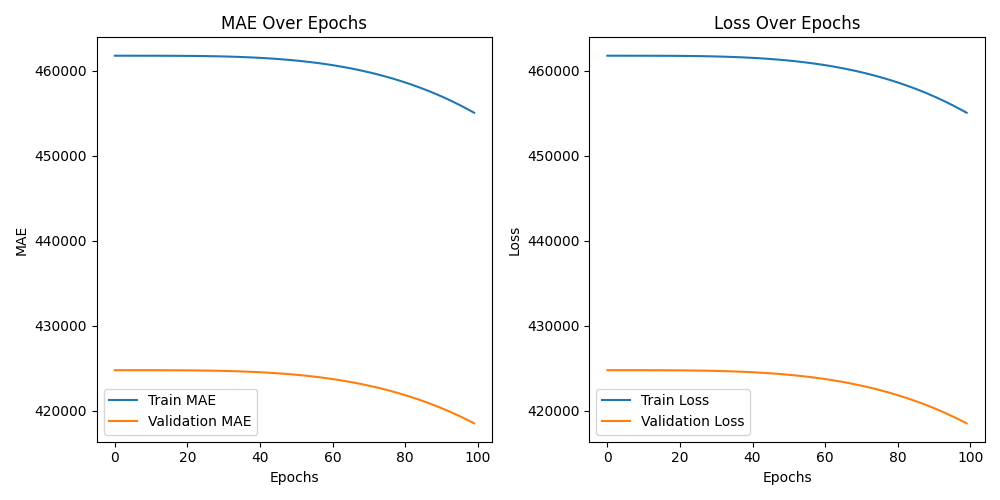 MAE Over Epochs
460000
450000
440000
430000
420000
MAE
0 20 40 60 80 100
Epochs
Train MAE
Validation MAE
Loss Over Epochs
460000
450000
440000
430000
420000
Loss
0 20 40 60 80 100
Epochs
Train Loss
Validation Loss